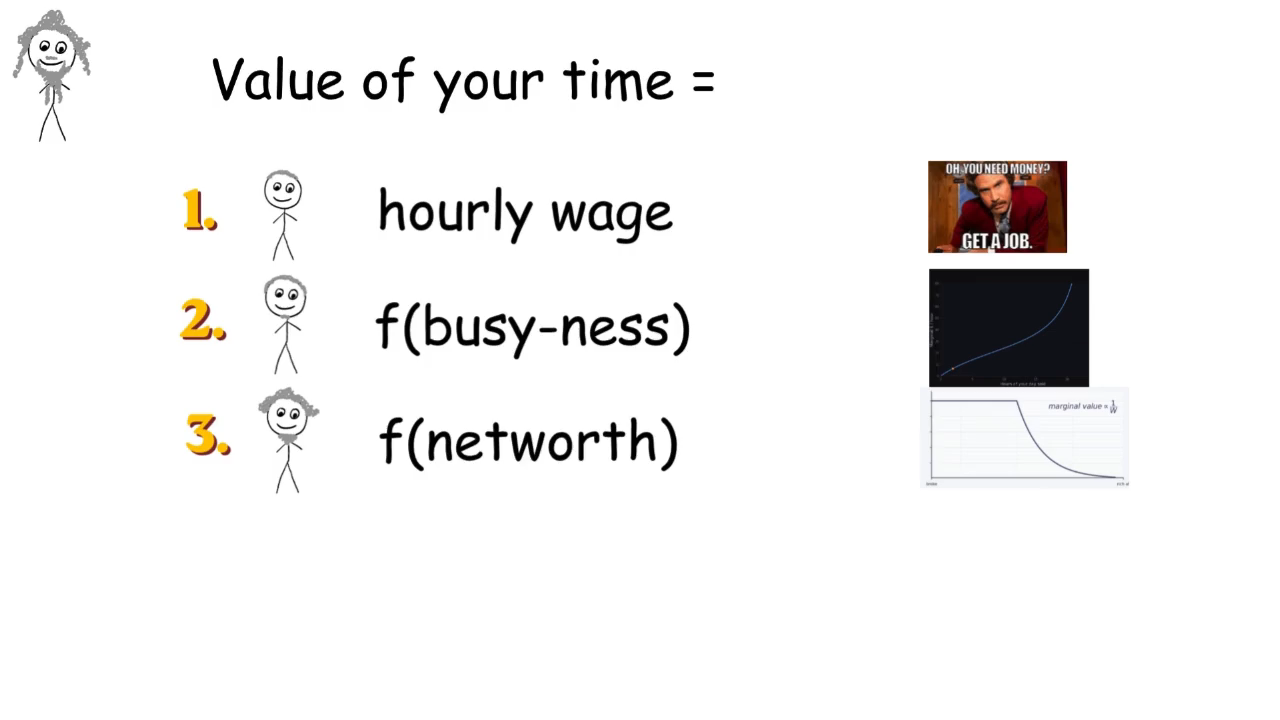 Value of your time =
1. hourly wage
OH YOU NEED MONEY?
GET A JOB.
2. f(busy-ness)
3. f(networth)
marginal value ∝ 1/W